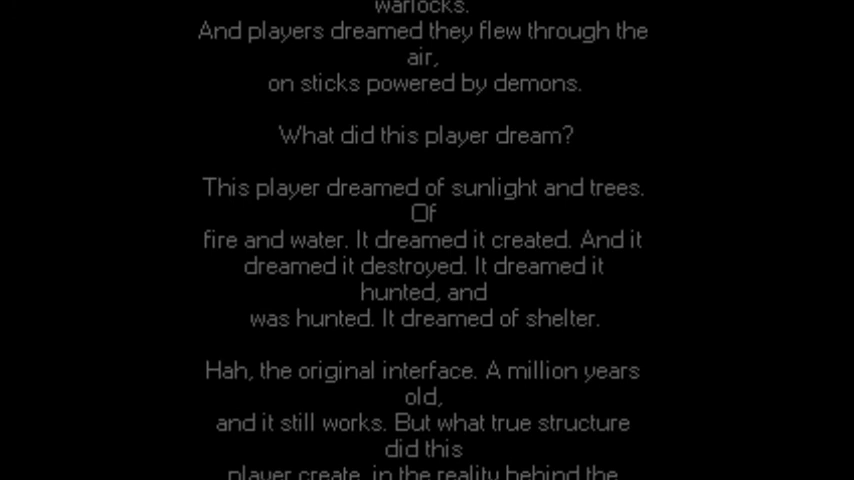 warlocks.
And players dreamed they flew through the
air,
on sticks powered by demons.
What did this player dream?
This player dreamed of sunlight and trees.
Of
fire and water. It dreamed it created. And it
dreamed it destroyed. It dreamed it
hunted, and
was hunted. It dreamed of shelter.
Hah, the original interface. A million years
old,
and it still works. But what true structure
did this
player create, in the reality behind the